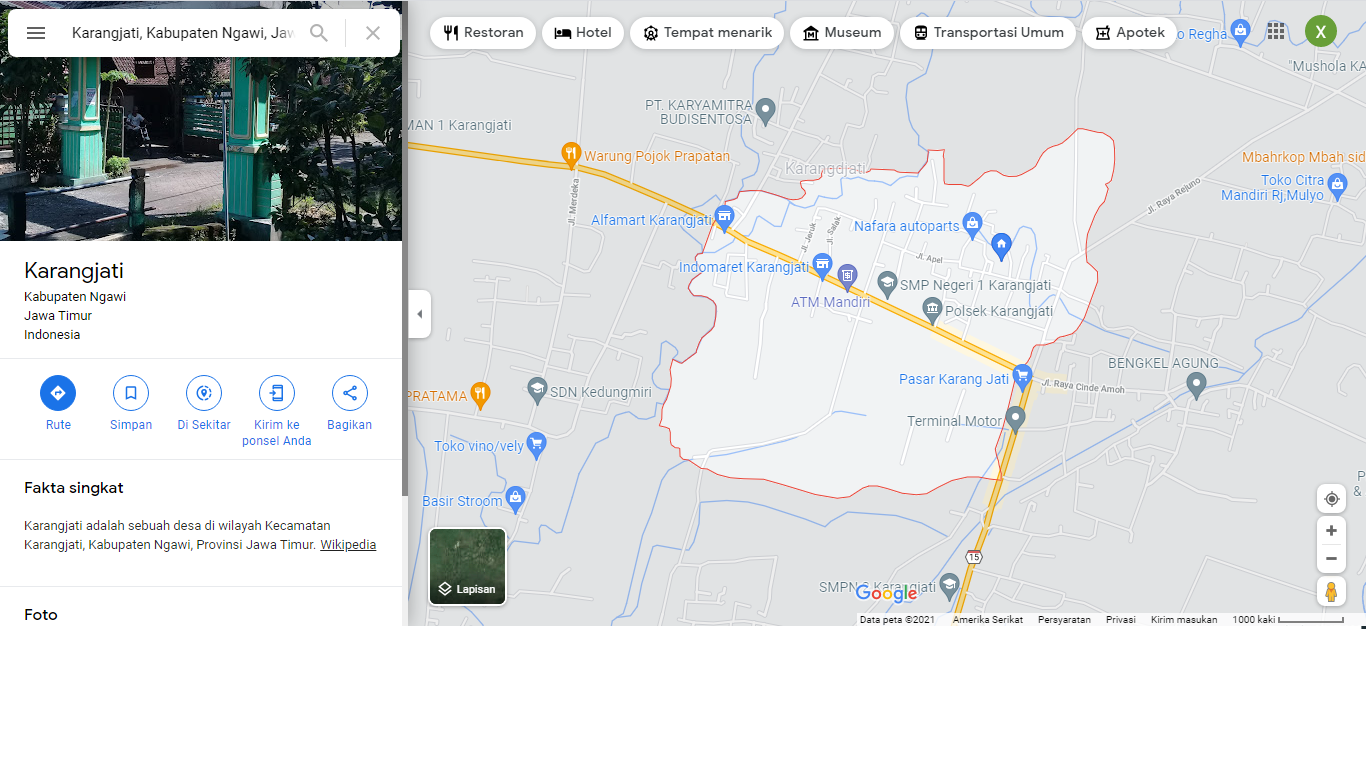 Karangjati, Kabupaten Ngawi, Jaw
Karangjati
Kabupaten Ngawi
Jawa Timur
Indonesia
Rute
Simpan
Di Sekitar
Kirim ke
ponsel Anda
Bagikan
Fakta singkat
Karangjati adalah sebuah desa di wilayah Kecamatan
Karangjati, Kabupaten Ngawi, Provinsi Jawa Timur. Wikipedia
Foto
Restoran
Hotel
Tempat menarik
Museum
Transportasi Umum
Apotek
X
o Regha
"Mushola KA
PT. KARYAMITRA
BUDISENTOSA
MAN 1 Karangjati
Warung Pojok Prapatan
Karangdjati
Mbahrkop Mbah sid
Toko Citra
Mandiri Rj,Mulyo
Jl. Raya Rejuno
Jl. Merdeka
Alfamart Karangjati
Nafara autoparts
Jl. Jeruk
Jl. Salak
Jl. Apel
Indomaret Karangjati
ATM Mandiri
SMP Negeri 1 Karangjati
Polsek Karangjati
BENGKEL AGUNG
Pasar Karang Jati
Jl. Raya Cinde Amoh
PRATAMA
SDN Kedungmiri
Terminal Motor
Toko vino/vely
Basir Stroom
P
&
15
Lapisan
Karangjati
Google
Data peta ©2021
Amerika Serikat
Persyaratan
Privasi
Kirim masukan
1000 kaki